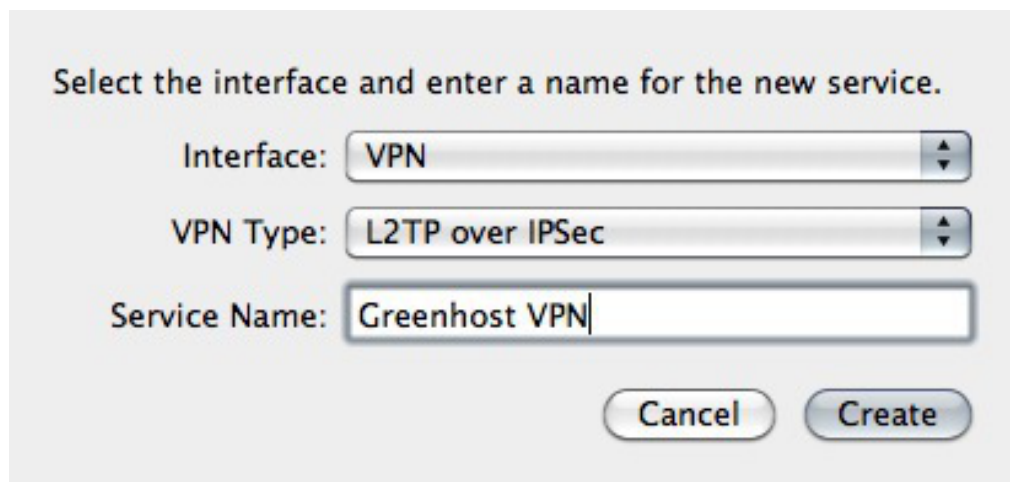 Select the interface and enter a name for the new service.
Interface: VPN
VPN Type: L2TP over IPSec
Service Name: Greenhost VPN
Cancel Create